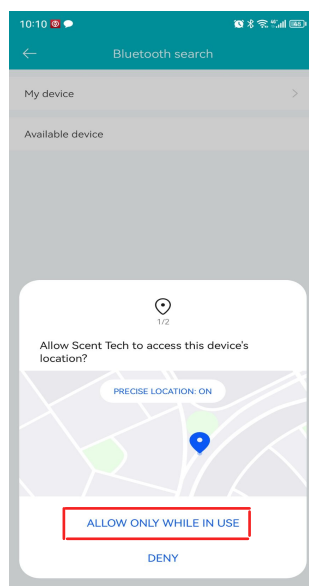 10:10
Bluetooth search
My device
Available device
1/2
Allow Scent Tech to access this device's
location?
PRECISE LOCATION: ON
ALLOW ONLY WHILE IN USE
DENY